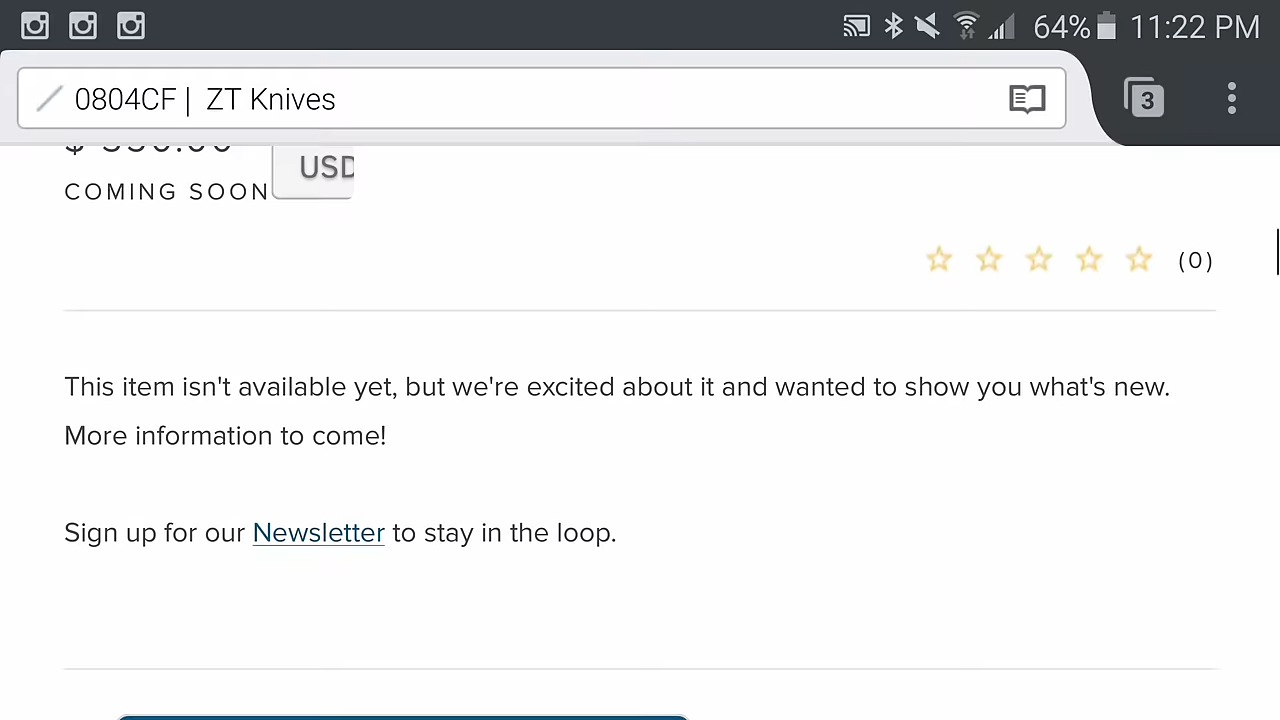 64% 11:22 PM
0804CF | ZT Knives
3
USD
COMING SOON
(0)
This item isn't available yet, but we're excited about it and wanted to show you what's new.
More information to come!
Sign up for our Newsletter to stay in the loop.